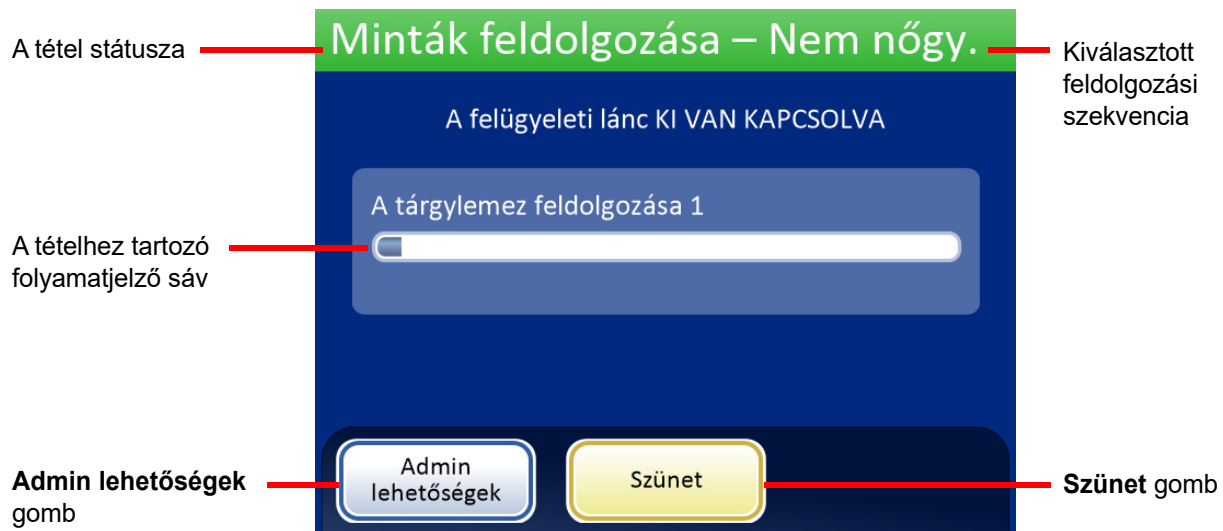 Minták feldolgozása – Nem nőgy.
A tétel státusza
Kiválasztott
feldolgozási
szekvencia
A felügyeleti lánc KI VAN KAPCSOLVA
A tárgylemez feldolgozása 1
A tételhez tartozó
folyamatjelző sáv
Admin
lehetőségek
Szünet
Admin lehetőségek
gomb
Szünet gomb